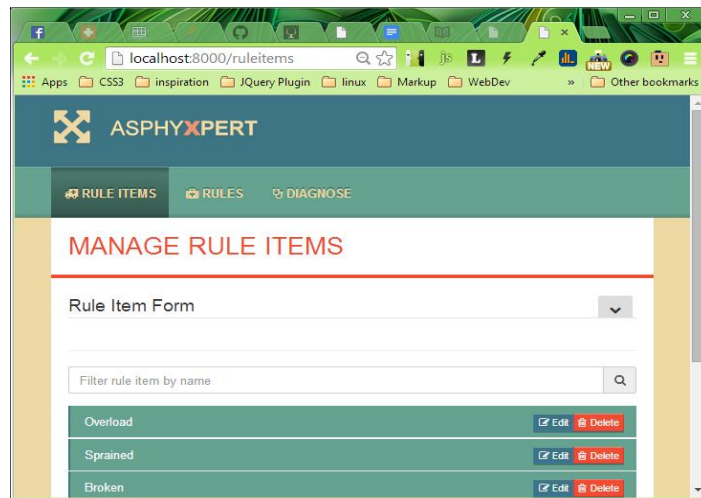 localhost:8000/ruleitems
js
L
NEW
Apps CSS3 inspiration JQuery Plugin linux Markup WebDev » Other bookmarks
ASPHYXPERT
RULE ITEMS RULES DIAGNOSE
MANAGE RULE ITEMS
Rule Item Form
Filter rule item by name
Overload Edit Delete
Sprained Edit Delete
Broken Edit Delete